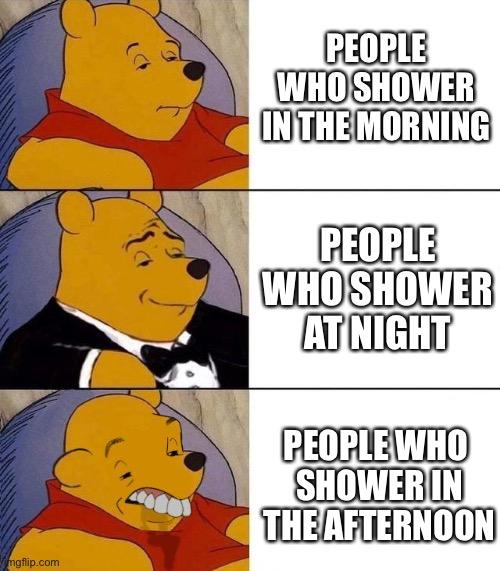 PEOPLE
WHO SHOWER
IN THE MORNING
PEOPLE
WHO SHOWER
AT NIGHT
PEOPLE WHO
SHOWER IN
THE AFTERNOON
imgflip.com